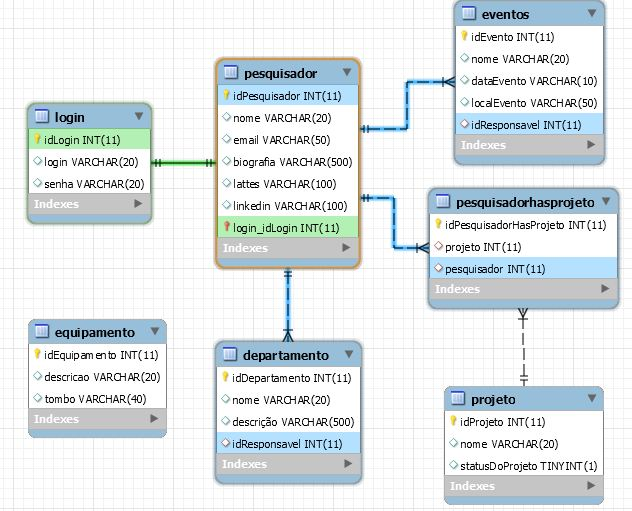 login
idLogin INT(11)
login VARCHAR(20)
senha VARCHAR(20)
Indexes
pesquisador
idPesquisador INT(11)
nome VARCHAR(20)
email VARCHAR(50)
biografia VARCHAR(500)
lattes VARCHAR(100)
linkedin VARCHAR(100)
login_idLogin INT(11)
Indexes
eventos
idEvento INT(11)
nome VARCHAR(20)
dataEvento VARCHAR(10)
localEvento VARCHAR(50)
idResponsavel INT(11)
Indexes
pesquisadorhasprojeto
idPesquisadorHasProjeto INT(11)
projeto INT(11)
pesquisador INT(11)
Indexes
equipamento
idEquipamento INT(11)
descricao VARCHAR(20)
tombo VARCHAR(40)
Indexes
departamento
idDepartamento INT(11)
nome VARCHAR(20)
descrição VARCHAR(500)
idResponsavel INT(11)
Indexes
projeto
idProjeto INT(11)
nome VARCHAR(20)
statusDoProjeto TINYINT(1)
Indexes